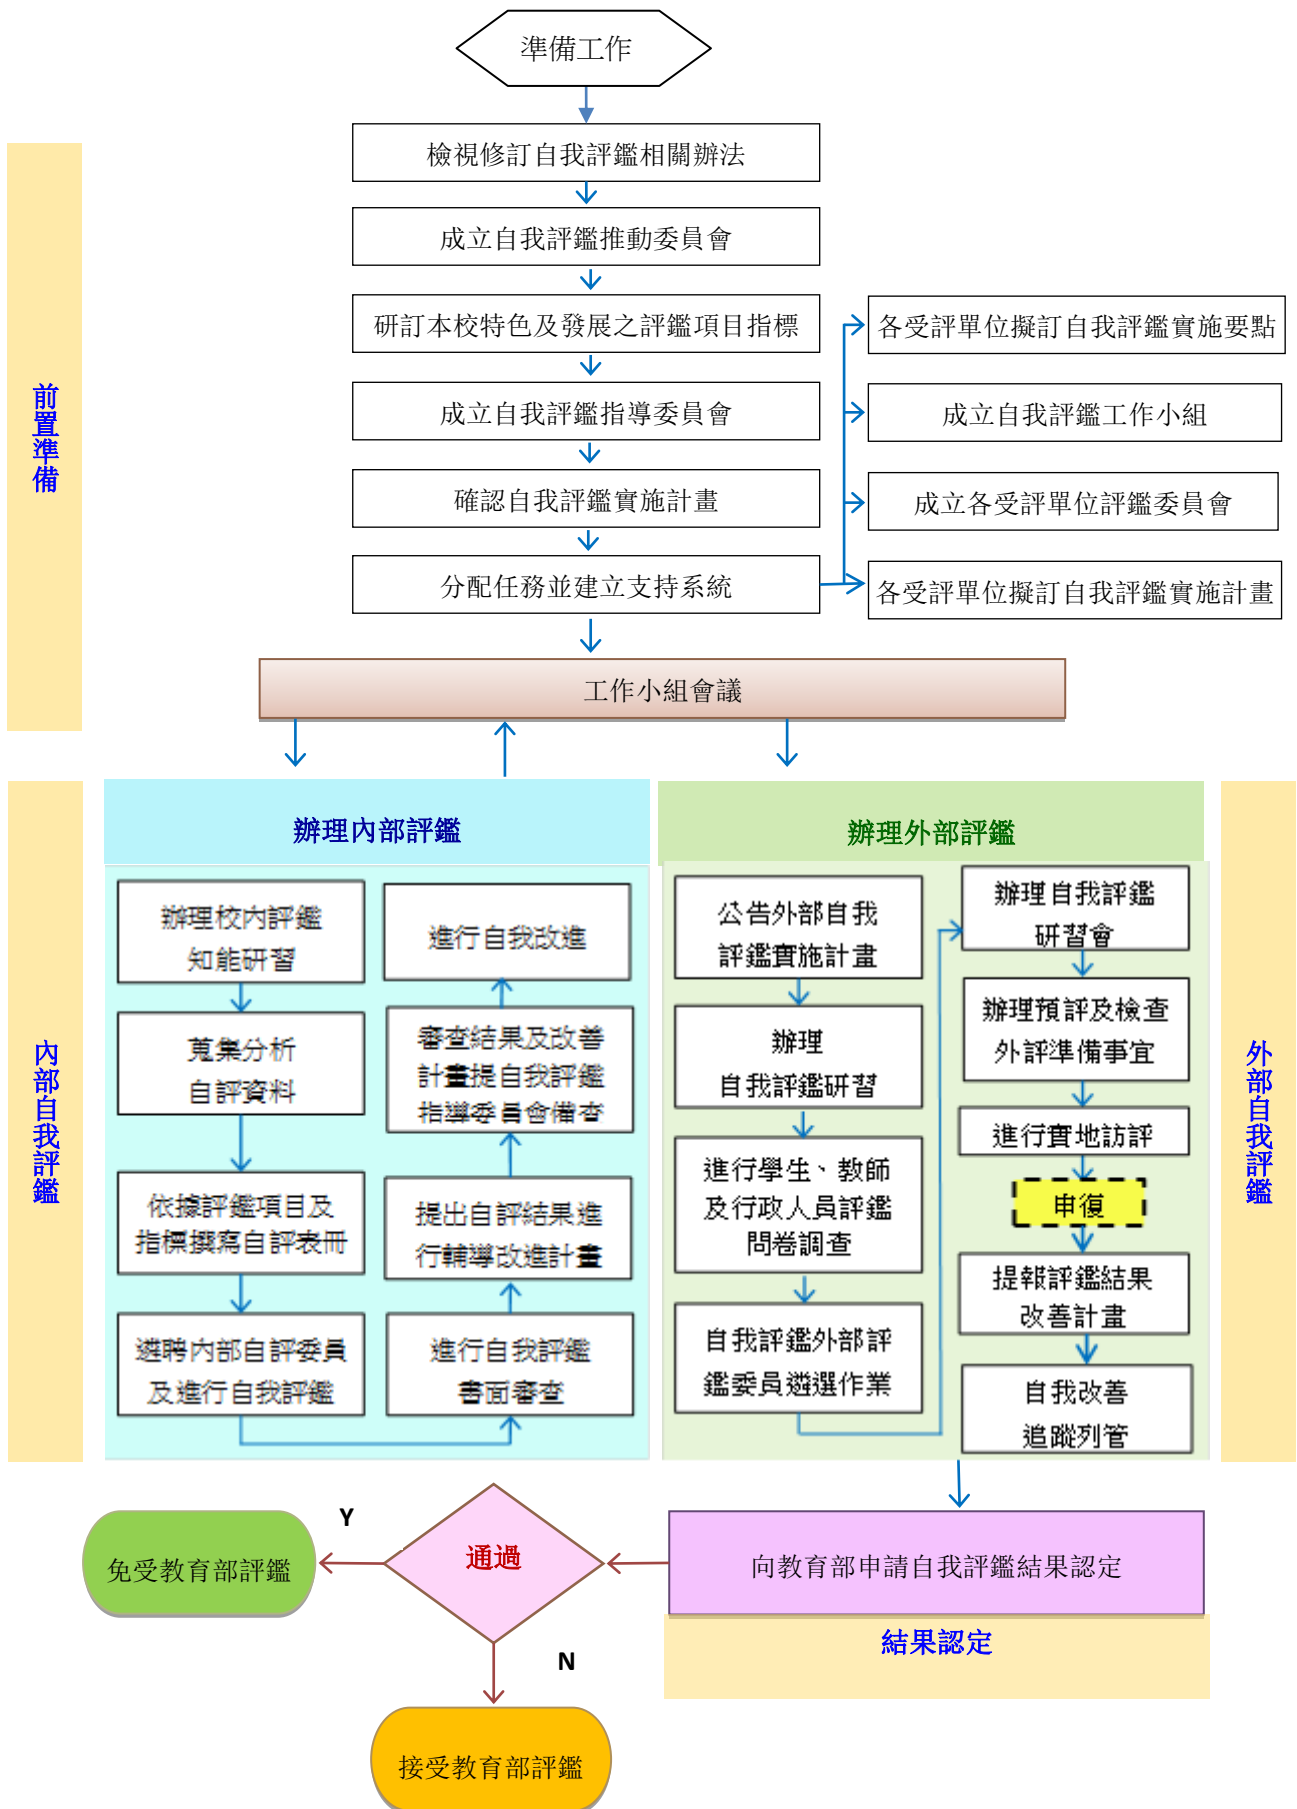 準備工作
檢視修訂自我評鑑相關辦法
成立自我評鑑推動委員會
研訂本校特色及發展之評鑑項目指標
成立自我評鑑指導委員會
確認自我評鑑實施計畫
分配任務並建立支持系統
各受評單位擬訂自我評鑑實施要點
成立自我評鑑工作小組
成立各受評單位評鑑委員會
各受評單位擬訂自我評鑑實施計畫
前置準備
工作小組會議
內部自我評鑑
辦理內部評鑑
辦理校內評鑑
知能研習
蒐集分析
自評資料
依據評鑑項目及
指標撰寫自評表冊
遴聘內部自評委員
及進行自我評鑑
進行自我評鑑
書面審查
提出自評結果進
行輔導改進計畫
審查結果及改善
計畫提自我評鑑
指導委員會備查
進行自我改進
辦理外部評鑑
公告外部自我
評鑑實施計畫
辦理
自我評鑑研習
進行學生、教師
及行政人員評鑑
問卷調查
自我評鑑外部評
鑑委員遴選作業
辦理自我評鑑
研習會
辦理預評及檢查
外評準備事宜
進行實地訪評
申復
提報評鑑結果
改善計畫
自我改善
追蹤列管
外部自我評鑑
向教育部申請自我評鑑結果認定
結果認定
通過
Y
免受教育部評鑑
N
接受教育部評鑑